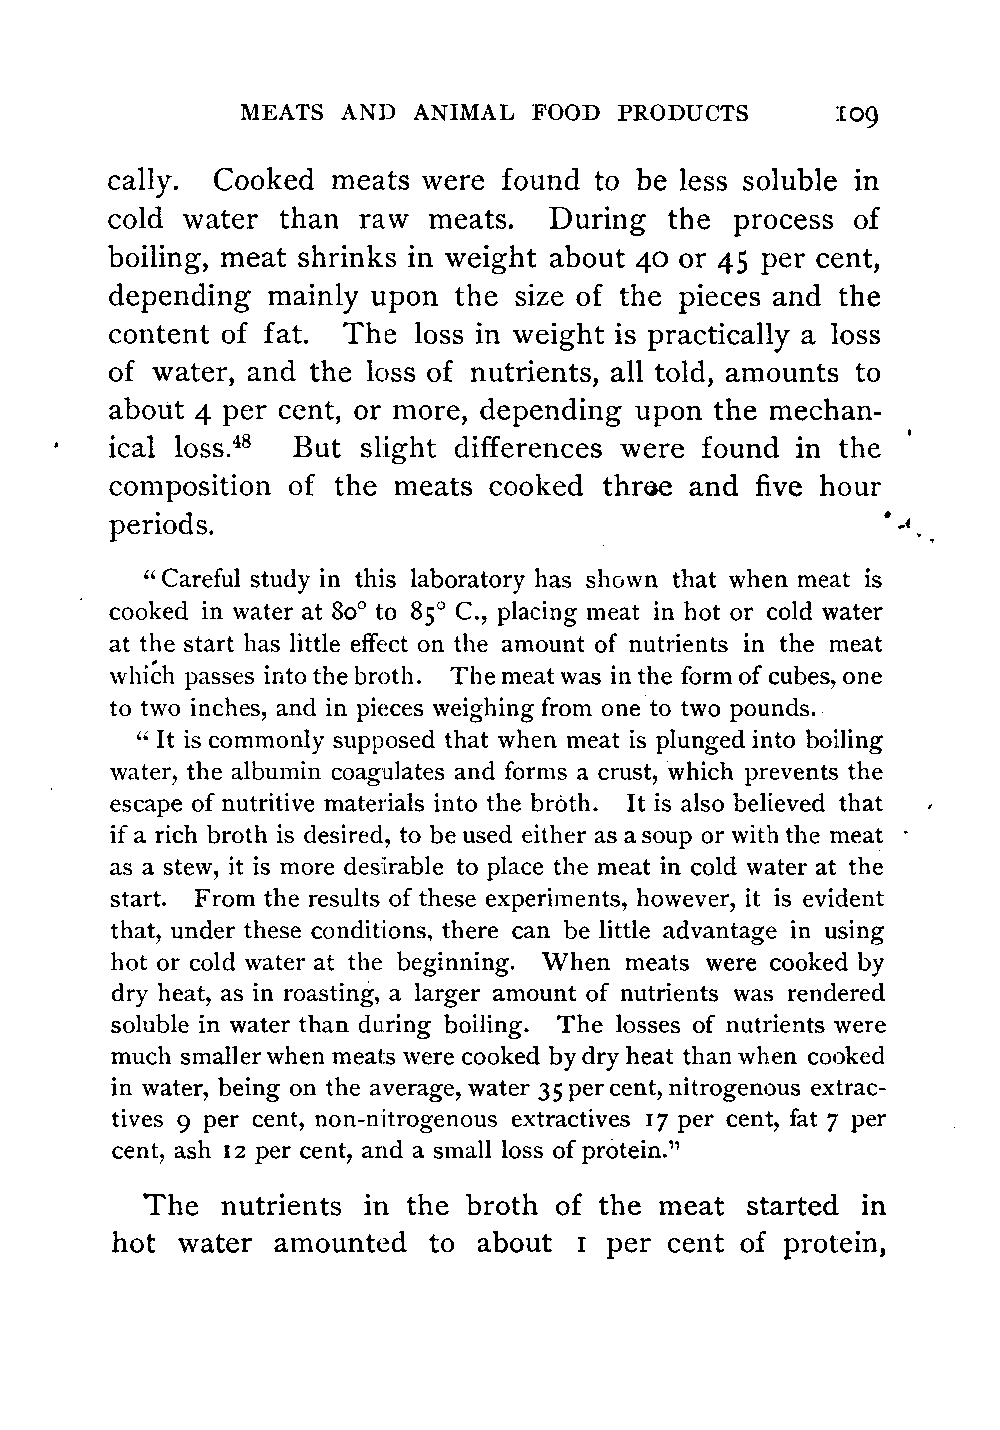 MEATS AND ANIMAL FOOD PRODUCTS 109
cally. Cooked meats were found to be less soluble in
cold water than raw meats. During the process of
boiling, meat shrinks in weight about 40 or 45 per cent,
depending mainly upon the size of the pieces and the
content of fat. The loss in weight is practically a loss
of water, and the loss of nutrients, all told, amounts to
about 4 per cent, or more, depending upon the mechan-
ical loss.⁴⁸ But slight differences were found in the
composition of the meats cooked three and five hour
periods.
“Careful study in this laboratory has shown that when meat is
cooked in water at 80° to 85° C., placing meat in hot or cold water
at the start has little effect on the amount of nutrients in the meat
which passes into the broth. The meat was in the form of cubes, one
to two inches, and in pieces weighing from one to two pounds.
“It is commonly supposed that when meat is plunged into boiling
water, the albumin coagulates and forms a crust, which prevents the
escape of nutritive materials into the broth. It is also believed that
if a rich broth is desired, to be used either as a soup or with the meat
as a stew, it is more desirable to place the meat in cold water at the
start. From the results of these experiments, however, it is evident
that, under these conditions, there can be little advantage in using
hot or cold water at the beginning. When meats were cooked by
dry heat, as in roasting, a larger amount of nutrients was rendered
soluble in water than during boiling. The losses of nutrients were
much smaller when meats were cooked by dry heat than when cooked
in water, being on the average, water 35 per cent, nitrogenous extrac-
tives 9 per cent, non-nitrogenous extractives 17 per cent, fat 7 per
cent, ash 12 per cent, and a small loss of protein.”
The nutrients in the broth of the meat started in
hot water amounted to about 1 per cent of protein,